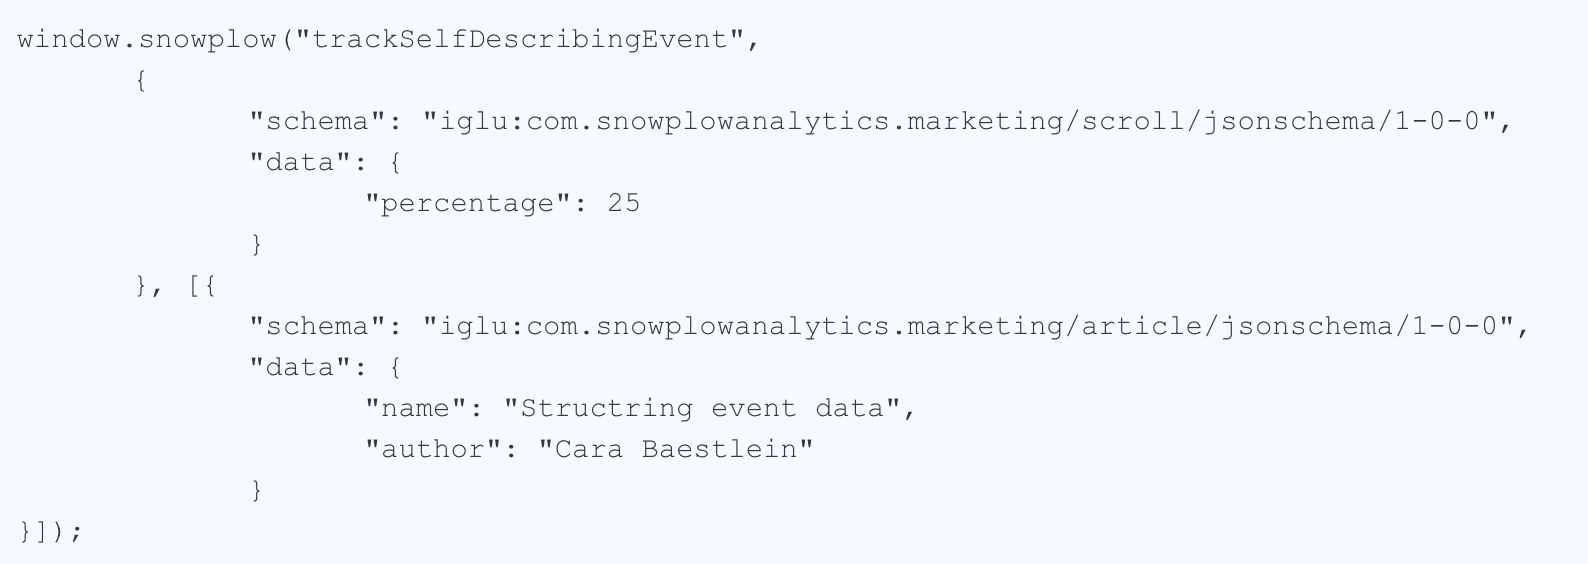 window.snowplow("trackSelfDescribingEvent",
{
"schema": "iglu:com.snowplowanalytics.marketing/scroll/jsonschema/1-0-0",
"data": {
"percentage": 25
}
}, [{
"schema": "iglu:com.snowplowanalytics.marketing/article/jsonschema/1-0-0",
"data": {
"name": "Structring event data",
"author": "Cara Baestlein"
}
}]);